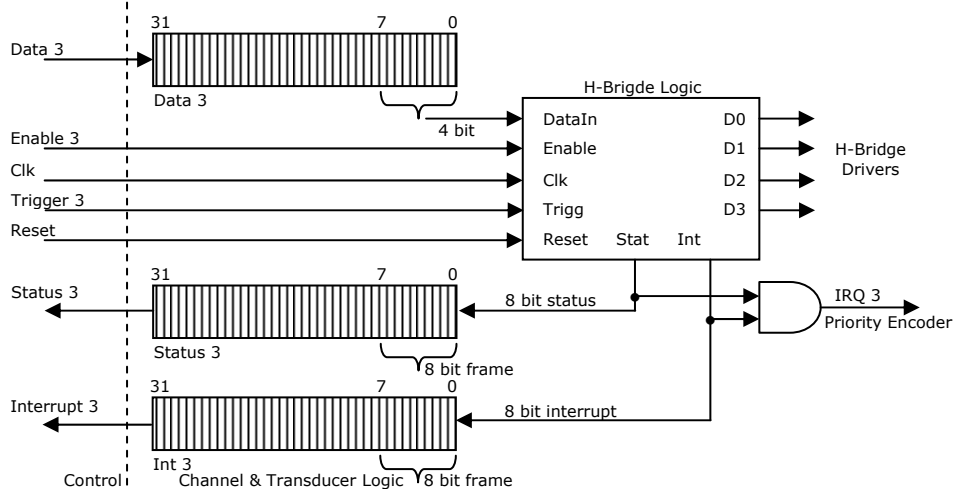 31 7 0
Data 3
Data 3
H-Brigde Logic
4 bit
DataIn D0
Enable 3
Enable D1
H-Bridge
Drivers
Clk
Clk D2
Trigger 3
Trigg D3
Reset
Reset Stat Int
31 7 0
Status 3
8 bit status
IRQ 3
Priority Encoder
Status 3
8 bit frame
31 7 0
Interrupt 3
8 bit interrupt
Int 3
Control Channel & Transducer Logic 8 bit frame